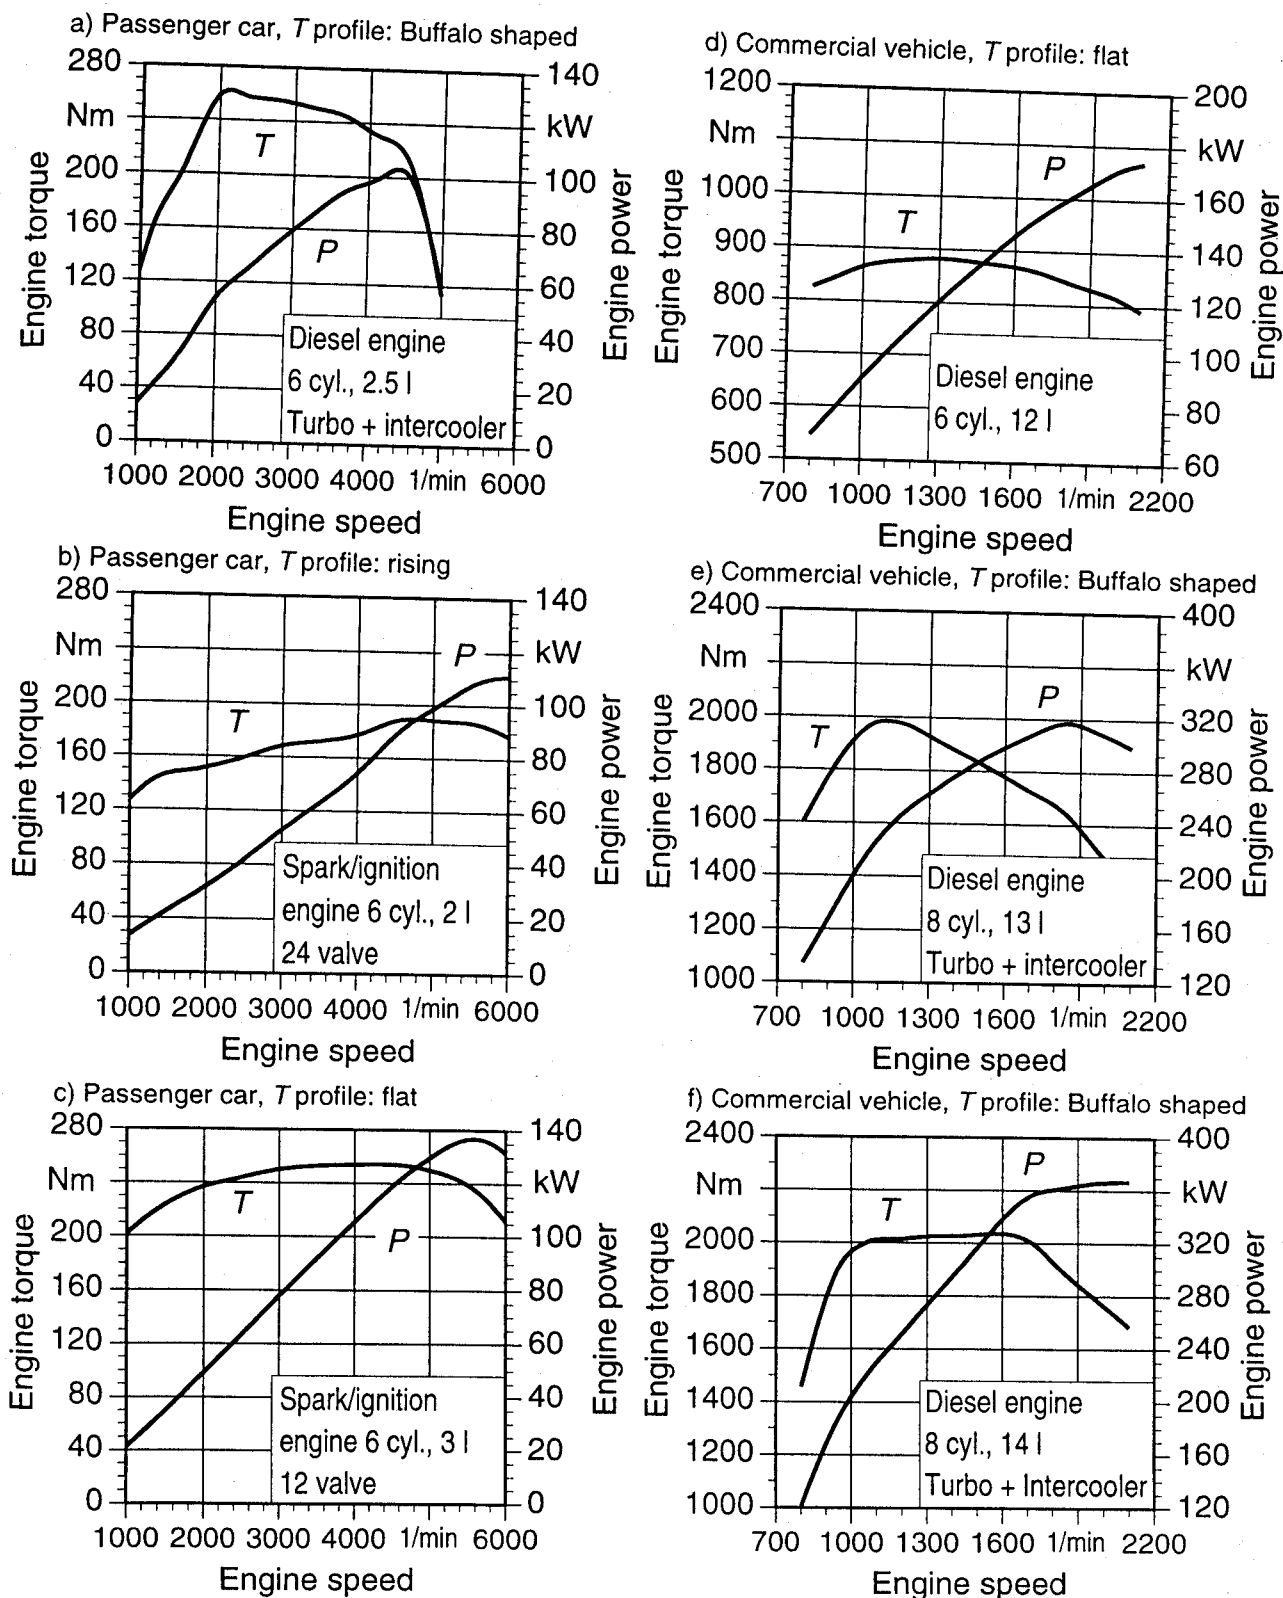 a) Passenger car, T profile: Buffalo shaped
280
Nm
200
160
120
80
40
0
Engine torque
T
P
140
kW
100
80
60
40
20
0
Engine power
Diesel engine
6 cyl., 2.5 l
Turbo + intercooler
1000 2000 3000 4000 1/min 6000
Engine speed
b) Passenger car, T profile: rising
280
Nm
200
160
120
80
40
0
Engine torque
T
P
140
kW
100
80
60
40
20
0
Engine power
Spark/ignition
engine 6 cyl., 2 l
24 valve
1000 2000 3000 4000 1/min 6000
Engine speed
c) Passenger car, T profile: flat
280
Nm
200
160
120
80
40
0
Engine torque
T
P
140
kW
100
80
60
40
20
0
Engine power
Spark/ignition
engine 6 cyl., 3 l
12 valve
1000 2000 3000 4000 1/min 6000
Engine speed
d) Commercial vehicle, T profile: flat
1200
Nm
1000
900
800
700
600
500
Engine torque
T
P
200
kW
160
140
120
100
80
60
Engine power
Diesel engine
6 cyl., 12 l
700 1000 1300 1600 1/min 2200
Engine speed
e) Commercial vehicle, T profile: Buffalo shaped
2400
Nm
2000
1800
1600
1400
1200
1000
Engine torque
T
P
400
kW
320
280
240
200
160
120
Engine power
Diesel engine
8 cyl., 13 l
Turbo + intercooler
700 1000 1300 1600 1/min 2200
Engine speed
f) Commercial vehicle, T profile: Buffalo shaped
2400
Nm
2000
1800
1600
1400
1200
1000
Engine torque
T
P
400
kW
320
280
240
200
160
120
Engine power
Diesel engine
8 cyl., 14 l
Turbo + Intercooler
700 1000 1300 1600 1/min 2200
Engine speed